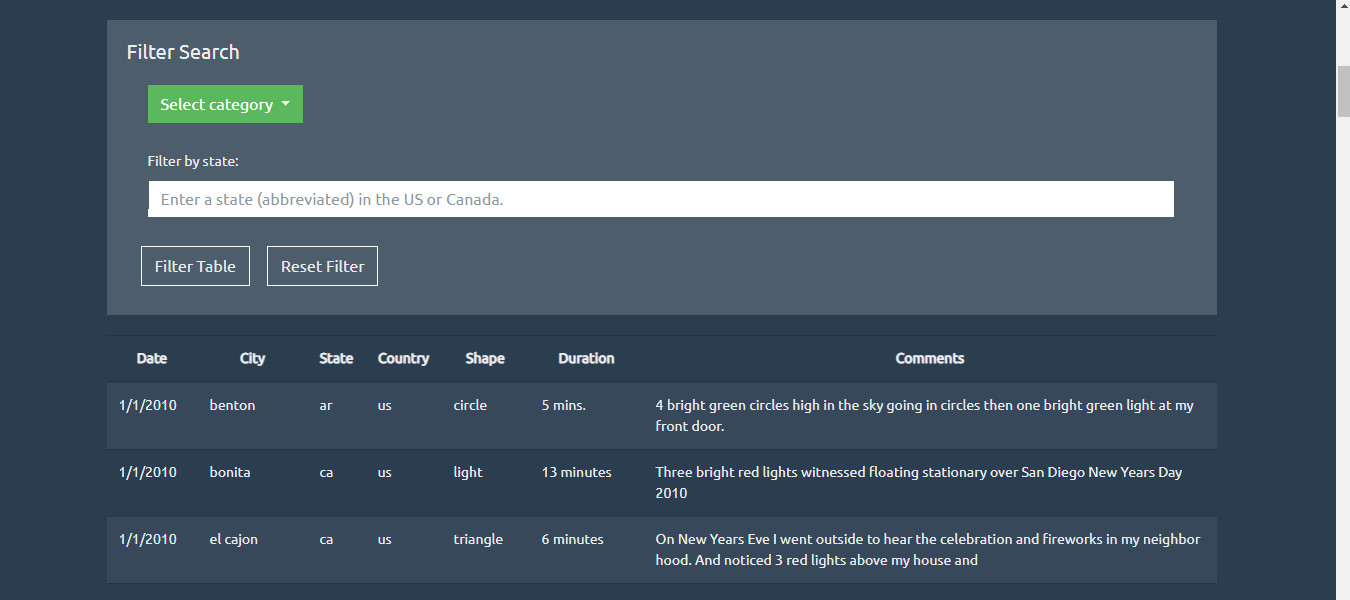 Filter Search
Select category
Filter by state:
Enter a state (abbreviated) in the US or Canada.
Filter Table Reset Filter
Date City State Country Shape Duration Comments
1/1/2010 benton ar us circle 5 mins. 4 bright green circles high in the sky going in circles then one bright green light at my
front door.
1/1/2010 bonita ca us light 13 minutes Three bright red lights witnessed floating stationary over San Diego New Years Day
2010
1/1/2010 el cajon ca us triangle 6 minutes On New Years Eve I went outside to hear the celebration and fireworks in my neighbor
hood. And noticed 3 red lights above my house and